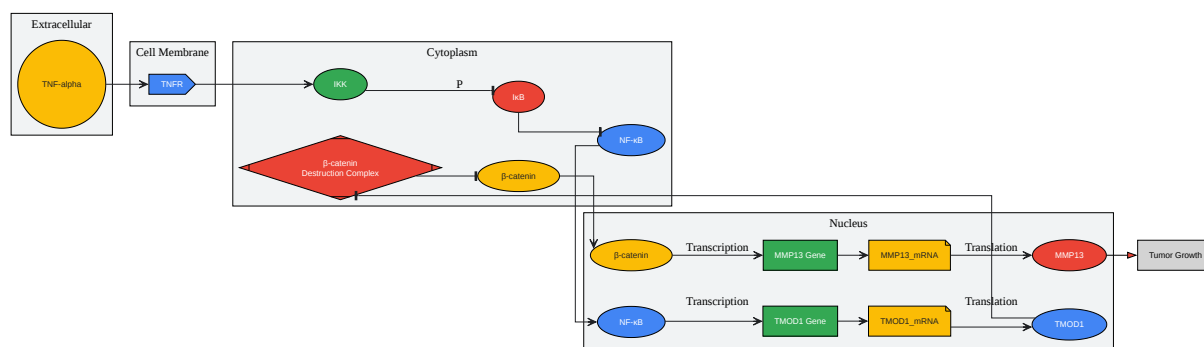 Extracellular
TNF-alpha
Cell Membrane
TNFR
Cytoplasm
IKK
P
IκB
NF-κB
β-catenin
Destruction Complex
β-catenin
Nucleus
β-catenin
Transcription
MMP13 Gene
MMP13_mRNA
Translation
MMP13
Tumor Growth
NF-κB
Transcription
TMOD1 Gene
TMOD1_mRNA
Translation
TMOD1